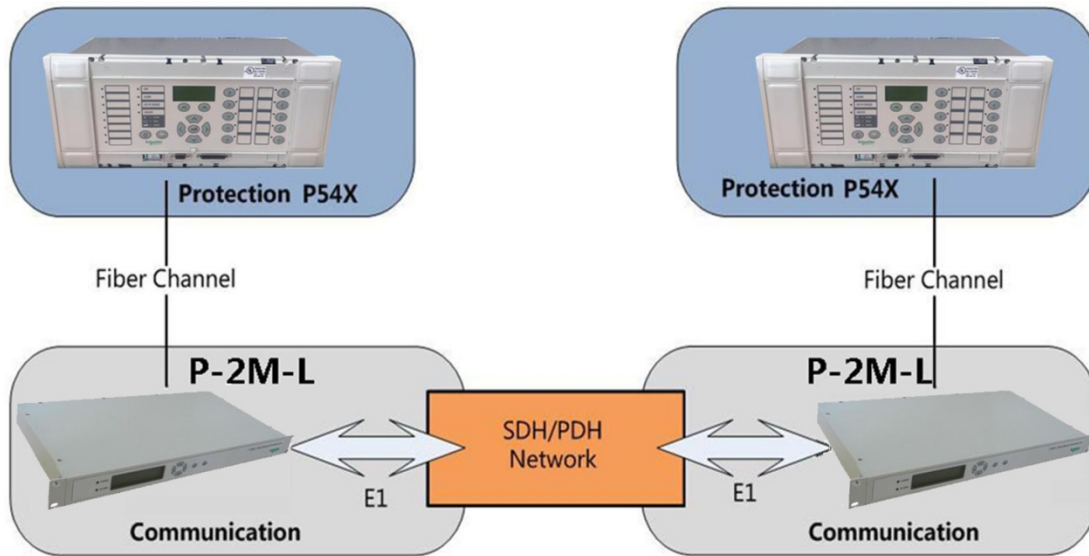 Protection P54X
Protection P54X
Fiber Channel
Fiber Channel
P-2M-L
P-2M-L
SDH/PDH
Network
E1
E1
Communication
Communication